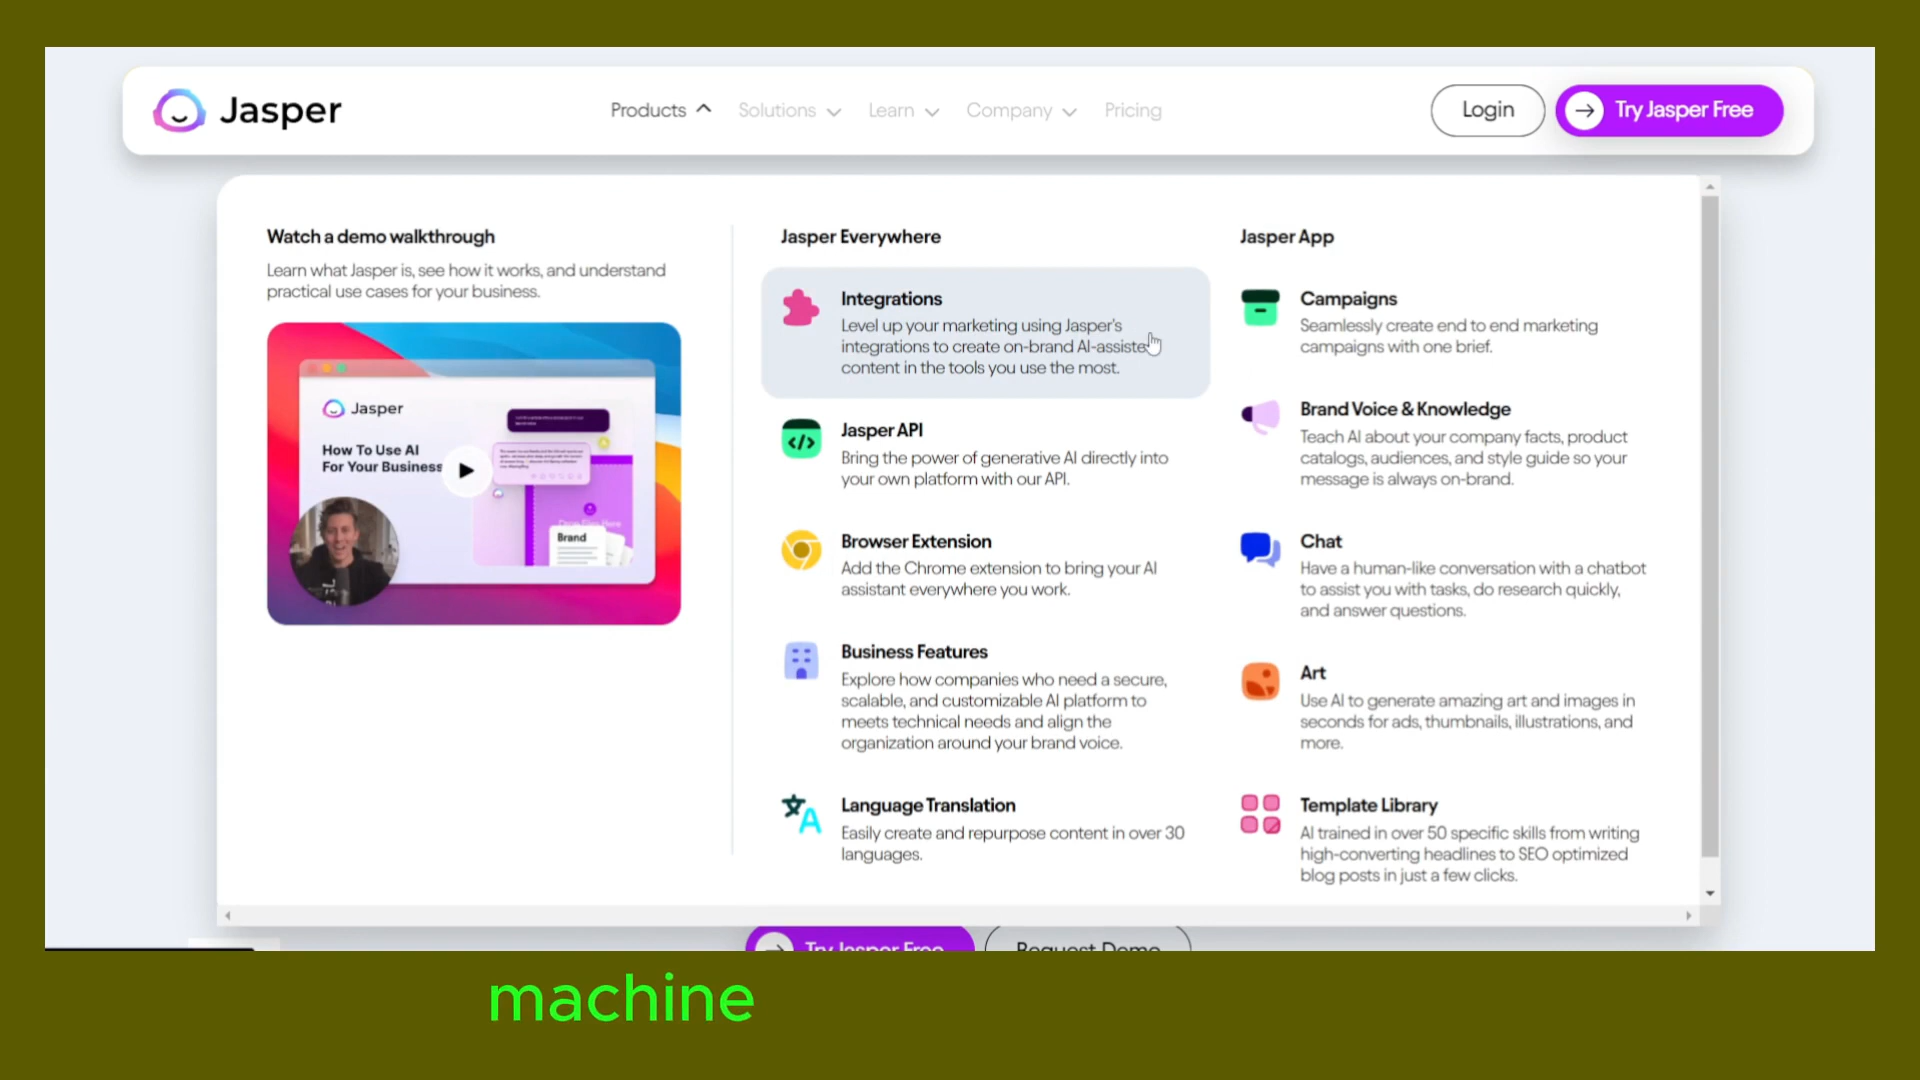 Jasper
Products
Solutions
Learn
Company
Pricing
Login
Try Jasper Free
Watch a demo walkthrough
Learn what Jasper is, see how it works, and understand
practical use cases for your business.
Jasper
How To Use AI
For Your Business
Brand
Jasper Everywhere
Integrations
Level up your marketing using Jasper's
integrations to create on-brand AI-assiste
content in the tools you use the most.
Jasper API
Bring the power of generative AI directly into
your own platform with our API.
Browser Extension
Add the Chrome extension to bring your AI
assistant everywhere you work.
Business Features
Explore how companies who need a secure,
scalable, and customizable AI platform to
meets technical needs and align the
organization around your brand voice.
Language Translation
Easily create and repurpose content in over 30
languages.
Jasper App
Campaigns
Seamlessly create end to end marketing
campaigns with one brief.
Brand Voice & Knowledge
Teach AI about your company facts, product
catalogs, audiences, and style guide so your
message is always on-brand.
Chat
Have a human-like conversation with a chatbot
to assist you with tasks, do research quickly,
and answer questions.
Art
Use AI to generate amazing art and images in
seconds for ads, thumbnails, illustrations, and
more.
Template Library
AI trained in over 50 specific skills from writing
high-converting headlines to SEO optimized
blog posts in just a few clicks.
Try Jasper Free
Request Demo
machine